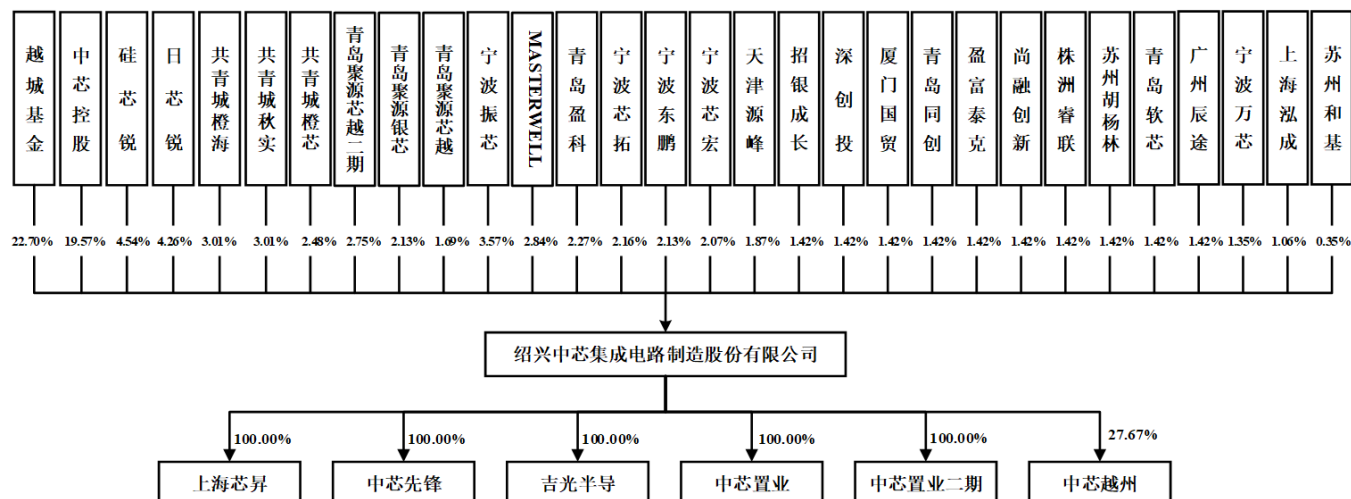 越城基金
中芯控股
硅芯锐
日芯锐
共青城橙海
共青城秋实
共青城橙芯
青岛聚源芯越二期
青岛聚源银芯
青岛聚源芯越
宁波振芯
MASTERWELL
青岛盈科
宁波芯拓
宁波东鹏
宁波芯宏
天津源峰
招银成长
深创投
厦门国贸
青岛同创
盈富泰克
尚融创新
株洲睿联
苏州胡杨林
青岛软芯
广州辰途
宁波万芯
上海泓成
苏州和基
22.70% 19.57% 4.54% 4.26% 3.01% 3.01% 2.48% 2.75% 2.13% 1.69% 3.57% 2.84% 2.27% 2.16% 2.13% 2.07% 1.87% 1.42% 1.42% 1.42% 1.42% 1.42% 1.42% 1.42% 1.42% 1.42% 1.42% 1.35% 1.06% 0.35%
绍兴中芯集成电路制造股份有限公司
100.00% 100.00% 100.00% 100.00% 100.00% 27.67%
上海芯昇 中芯先锋 吉光半导 中芯置业 中芯置业二期 中芯越州